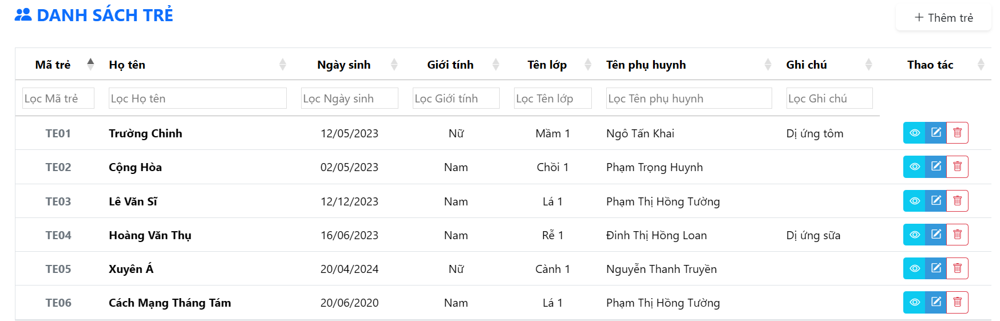 DANH SÁCH TRẺ
+ Thêm trẻ
Mã trẻ Họ tên Ngày sinh Giới tính Tên lớp Tên phụ huynh Ghi chú Thao tác
Lọc Mã trẻ Lọc Họ tên Lọc Ngày sinh Lọc Giới tính Lọc Tên lớp Lọc Tên phụ huynh Lọc Ghi chú
TE01 Trường Chinh 12/05/2023 Nữ Mầm 1 Ngô Tấn Khai Dị ứng tôm
TE02 Cộng Hòa 02/05/2023 Nam Chồi 1 Phạm Trọng Huynh
TE03 Lê Văn Sĩ 12/12/2023 Nam Lá 1 Phạm Thị Hồng Tường
TE04 Hoàng Văn Thụ 16/06/2023 Nam Rễ 1 Đinh Thị Hồng Loan Dị ứng sữa
TE05 Xuyên Á 20/04/2024 Nữ Cành 1 Nguyễn Thanh Truyền
TE06 Cách Mạng Tháng Tám 20/06/2020 Nam Lá 1 Phạm Thị Hồng Tường